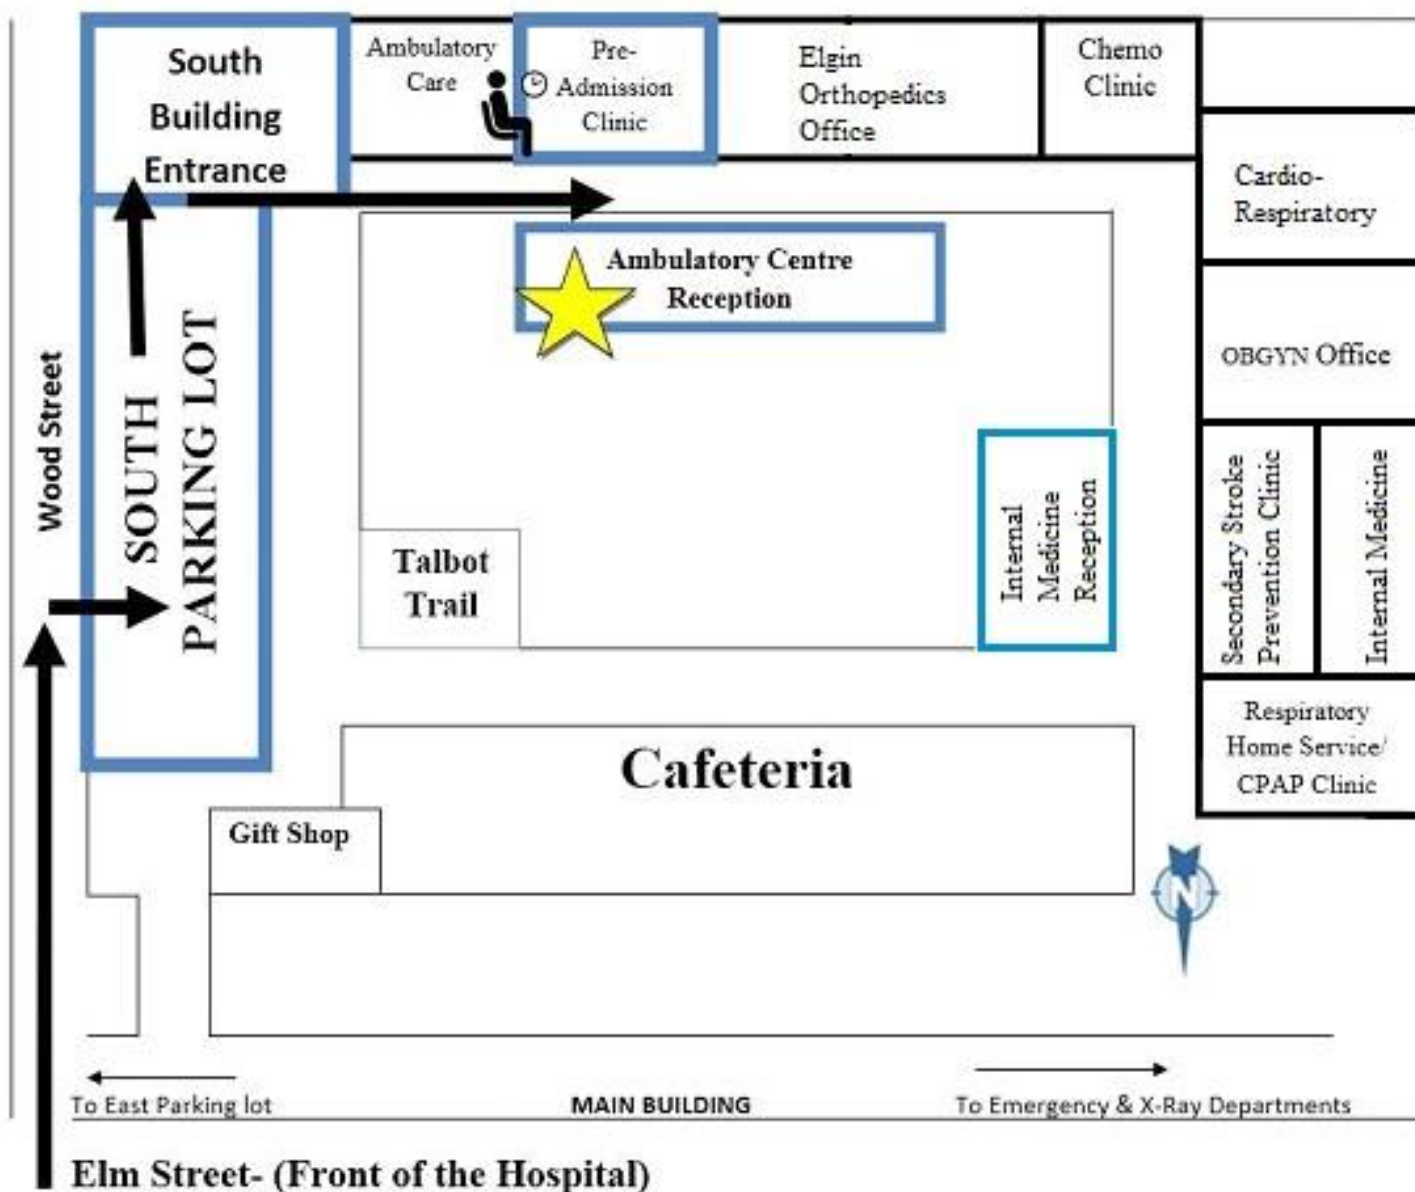 South
Building
Entrance
Ambulatory
Care
Pre-
Admission
Clinic
Elgin
Orthopedics
Office
Chemo
Clinic
Cardio-
Respiratory
Ambulatory Centre
Reception
OBGYN Office
Wood Street
SOUTH
PARKING LOT
Internal
Medicine
Reception
Secondary Stroke
Prevention Clinic
Internal Medicine
Talbot
Trail
Respiratory
Home Service/
CPAP Clinic
Cafeteria
Gift Shop
N
To East Parking lot
MAIN BUILDING
To Emergency & X-Ray Departments
Elm Street- (Front of the Hospital)